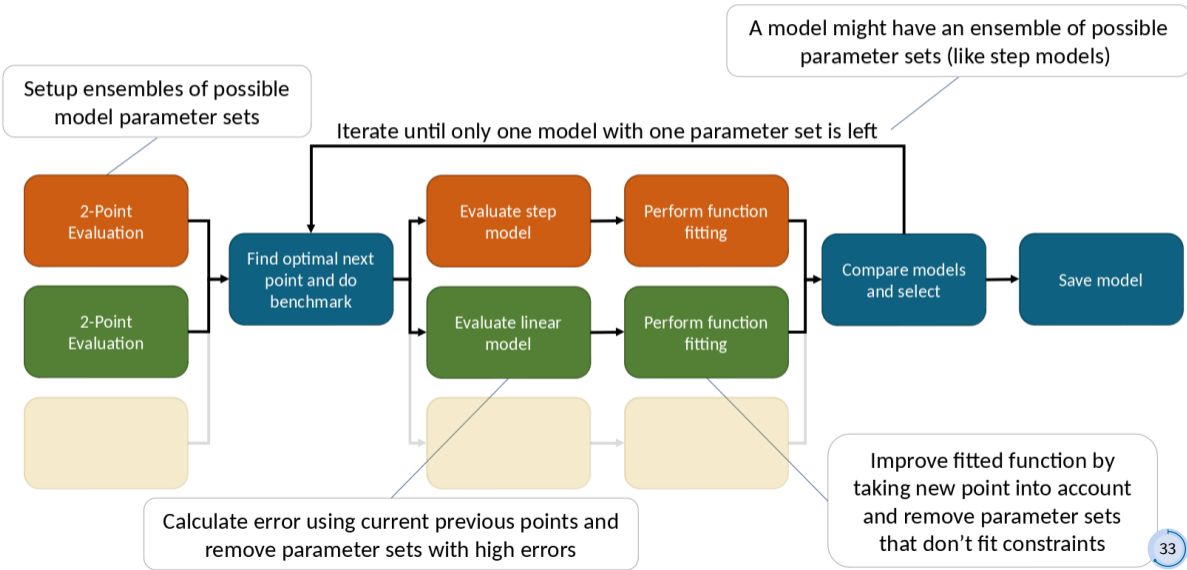 A model might have an ensemble of possible
parameter sets (like step models)
Setup ensembles of possible
model parameter sets
Iterate until only one model with one parameter set is left
2-Point
Evaluation
2-Point
Evaluation
Find optimal next
point and do
benchmark
Evaluate step
model
Perform function
fitting
Evaluate linear
model
Perform function
fitting
Compare models
and select
Save model
Calculate error using current previous points and
remove parameter sets with high errors
Improve fitted function by
taking new point into account
and remove parameter sets
that don’t fit constraints
33